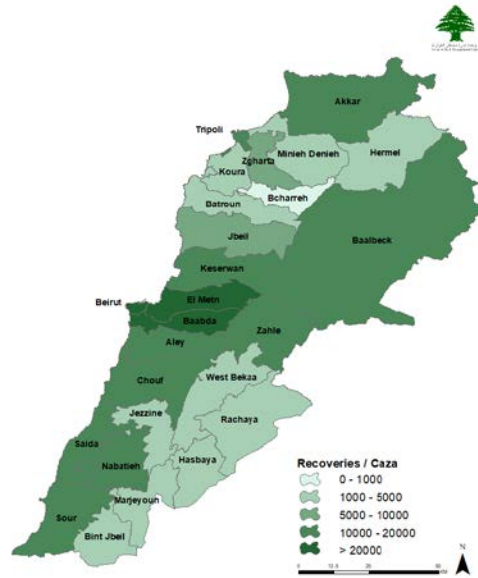 Akkar
Tripoli
Zgharta
Minieh Denieh
Hermel
Koura
Bcharreh
Batroun
Jbeil
Baalbeck
Keserwan
Beirut
El Metn
Baabda
Zahle
Aley
Chouf
West Bekaa
Jezzine
Rachaya
Saida
Hasbaya
Nabatieh
Marjeyoun
Sour
Bint Jbeil
Recoveries / Caza
0 - 1000
1000 - 5000
5000 - 10000
10000 - 20000
> 20000
N